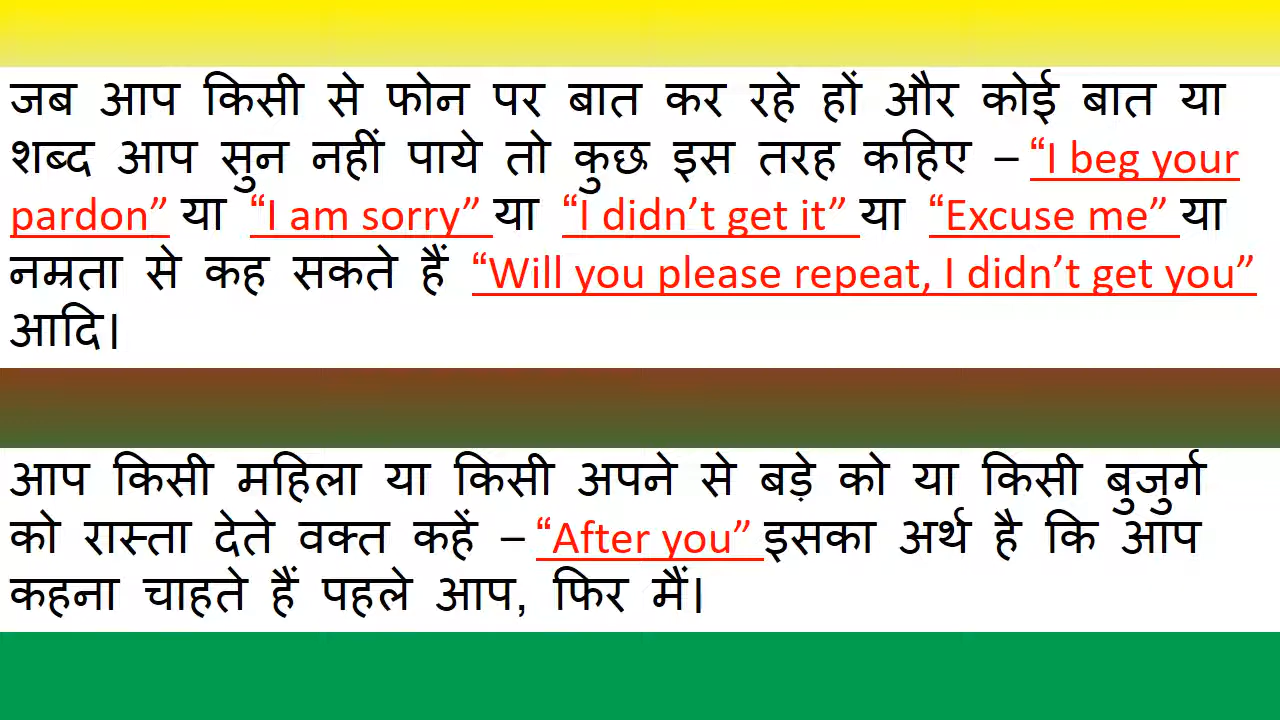 जब आप किसी से फोन पर बात कर रहे हों और कोई बात या
शब्द आप सुन नहीं पाये तो कुछ इस तरह कहिए – “I beg your
pardon” या “I am sorry” या “I didn’t get it” या “Excuse me” या
नम्रता से कह सकते हैं “Will you please repeat, I didn’t get you”
आदि।
आप किसी महिला या किसी अपने से बड़े को या किसी बुजुर्ग
को रास्ता देते वक्त कहें – “After you” इसका अर्थ है कि आप
कहना चाहते हैं पहले आप, फिर मैं।